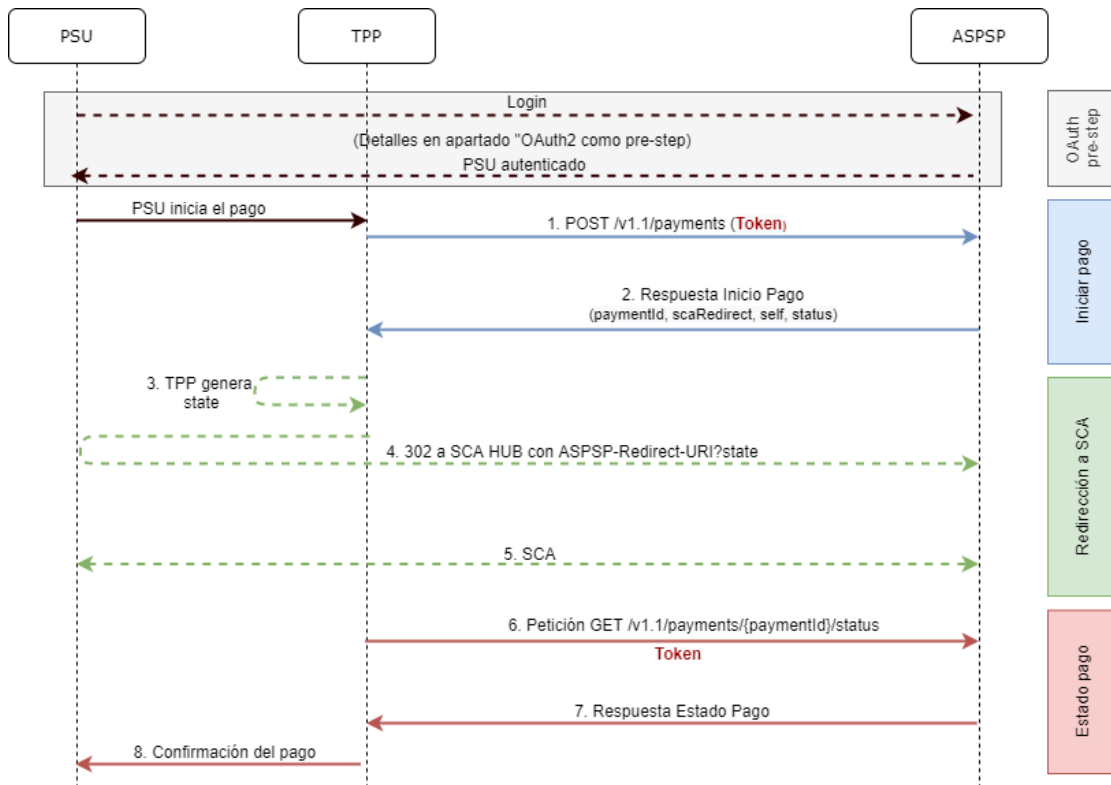 PSU
TPP
ASPSP
Login
(Detalles en apartado "OAuth2 como pre-step)
PSU autenticado
OAuth
pre-step
PSU inicia el pago
1. POST /v1.1/payments (Token)
2. Respuesta Inicio Pago
(paymentId, scaRedirect, self, status)
Iniciar pago
3. TPP genera
state
4. 302 a SCA HUB con ASPSP-Redirect-URI?state
5. SCA
Redirección a SCA
6. Petición GET /v1.1/payments/{paymentId}/status
Token
7. Respuesta Estado Pago
8. Confirmación del pago
Estado pago